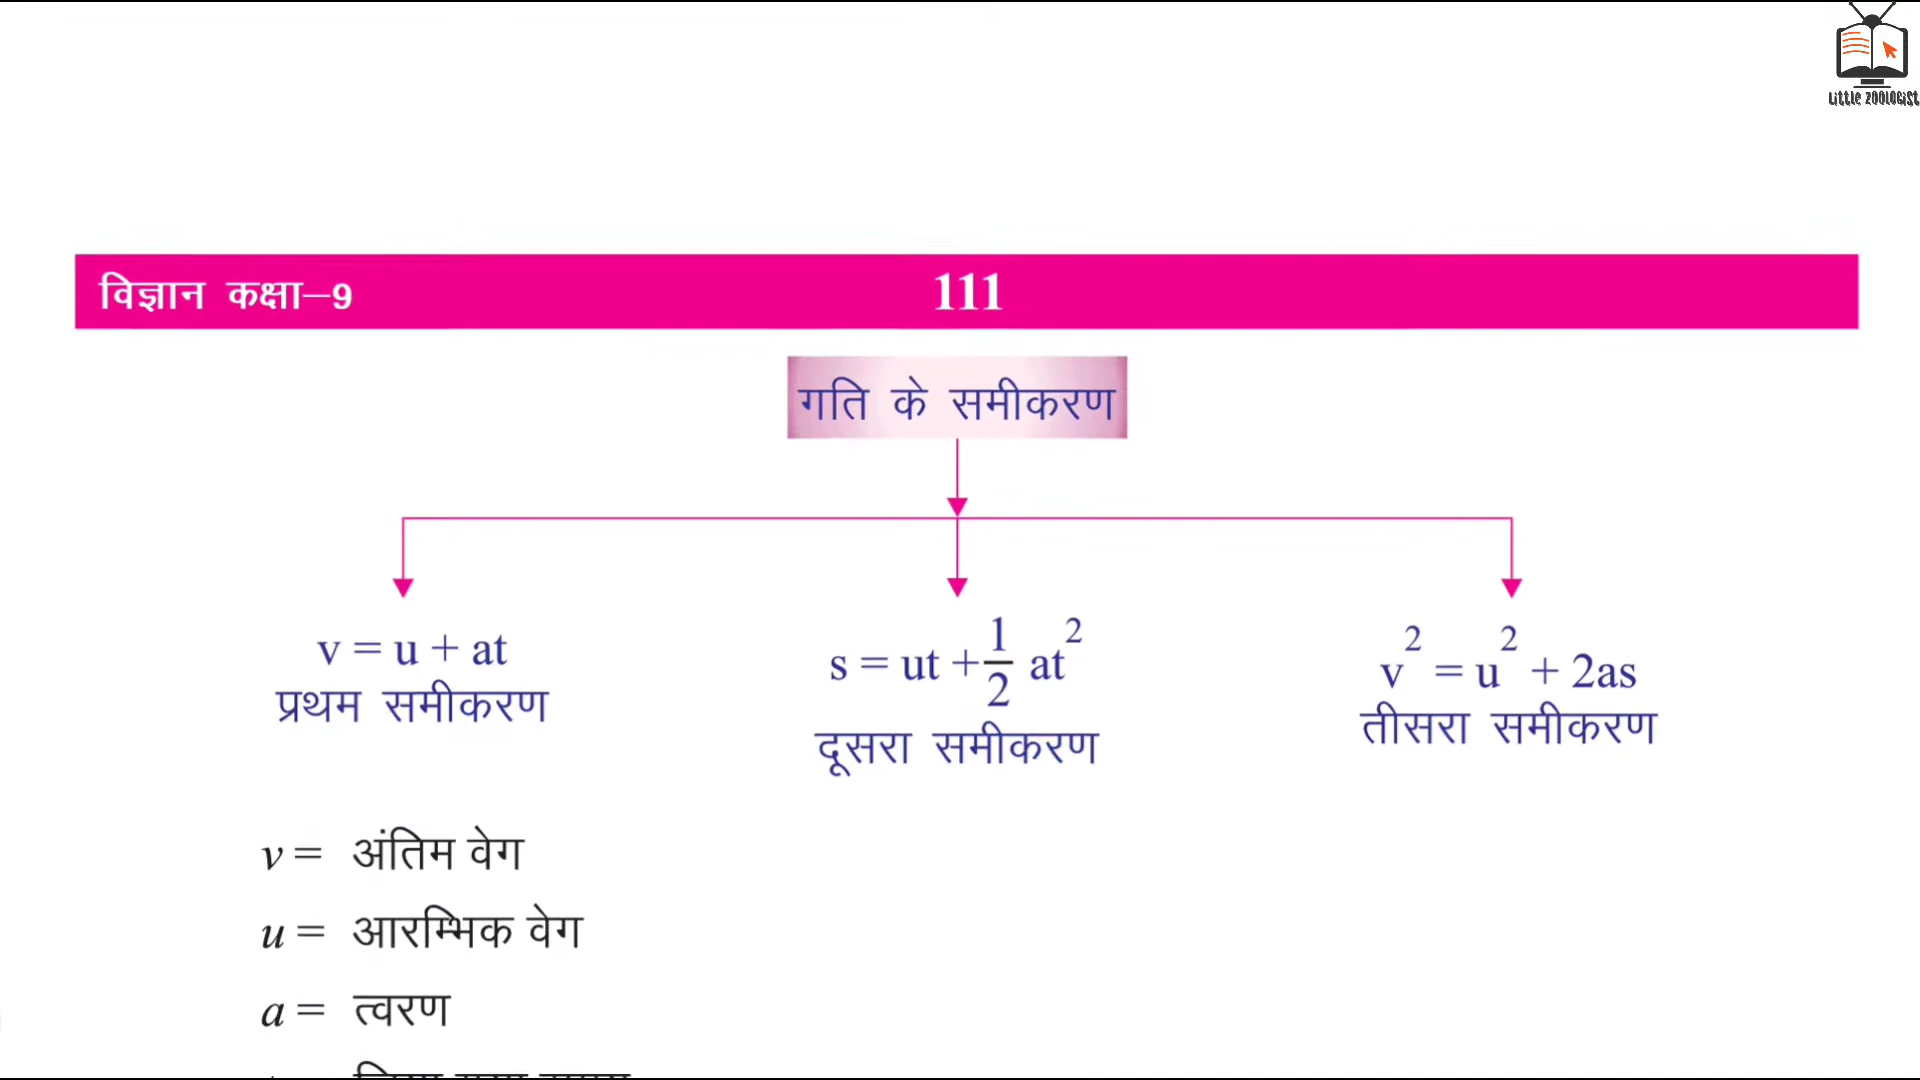 Little Zoologist
विज्ञान कक्षा–9 111
गति के समीकरण
v = u + at
प्रथम समीकरण
s = ut + 1/2 at²
दूसरा समीकरण
v² = u² + 2as
तीसरा समीकरण
v = अंतिम वेग
u = आरम्भिक वेग
a = त्वरण